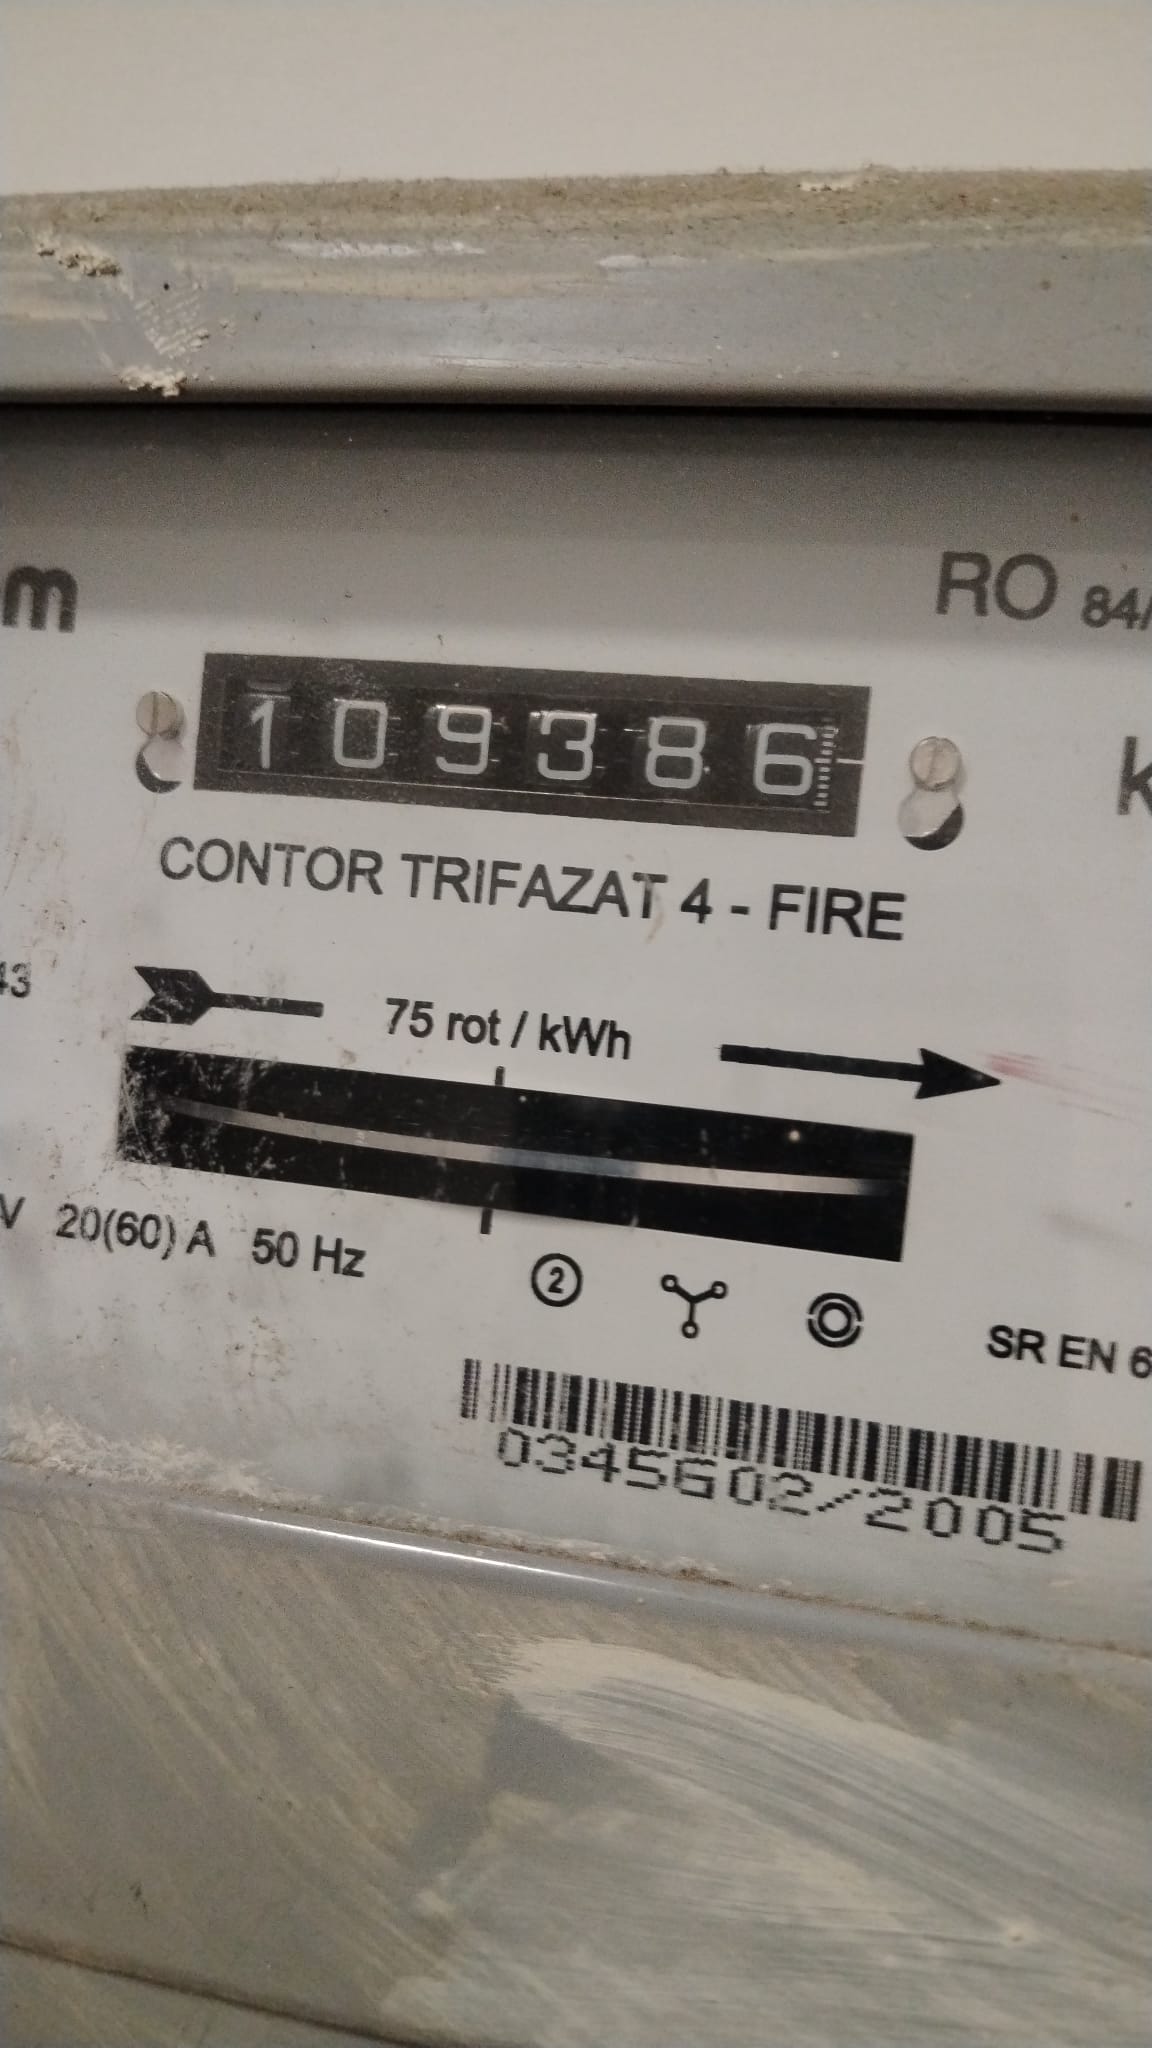 m
RO 84/
109386
k
CONTOR TRIFAZAT 4 - FIRE
43
75 rot / kWh
V 20(60) A 50 Hz
2
SR EN 6
0345602/2005